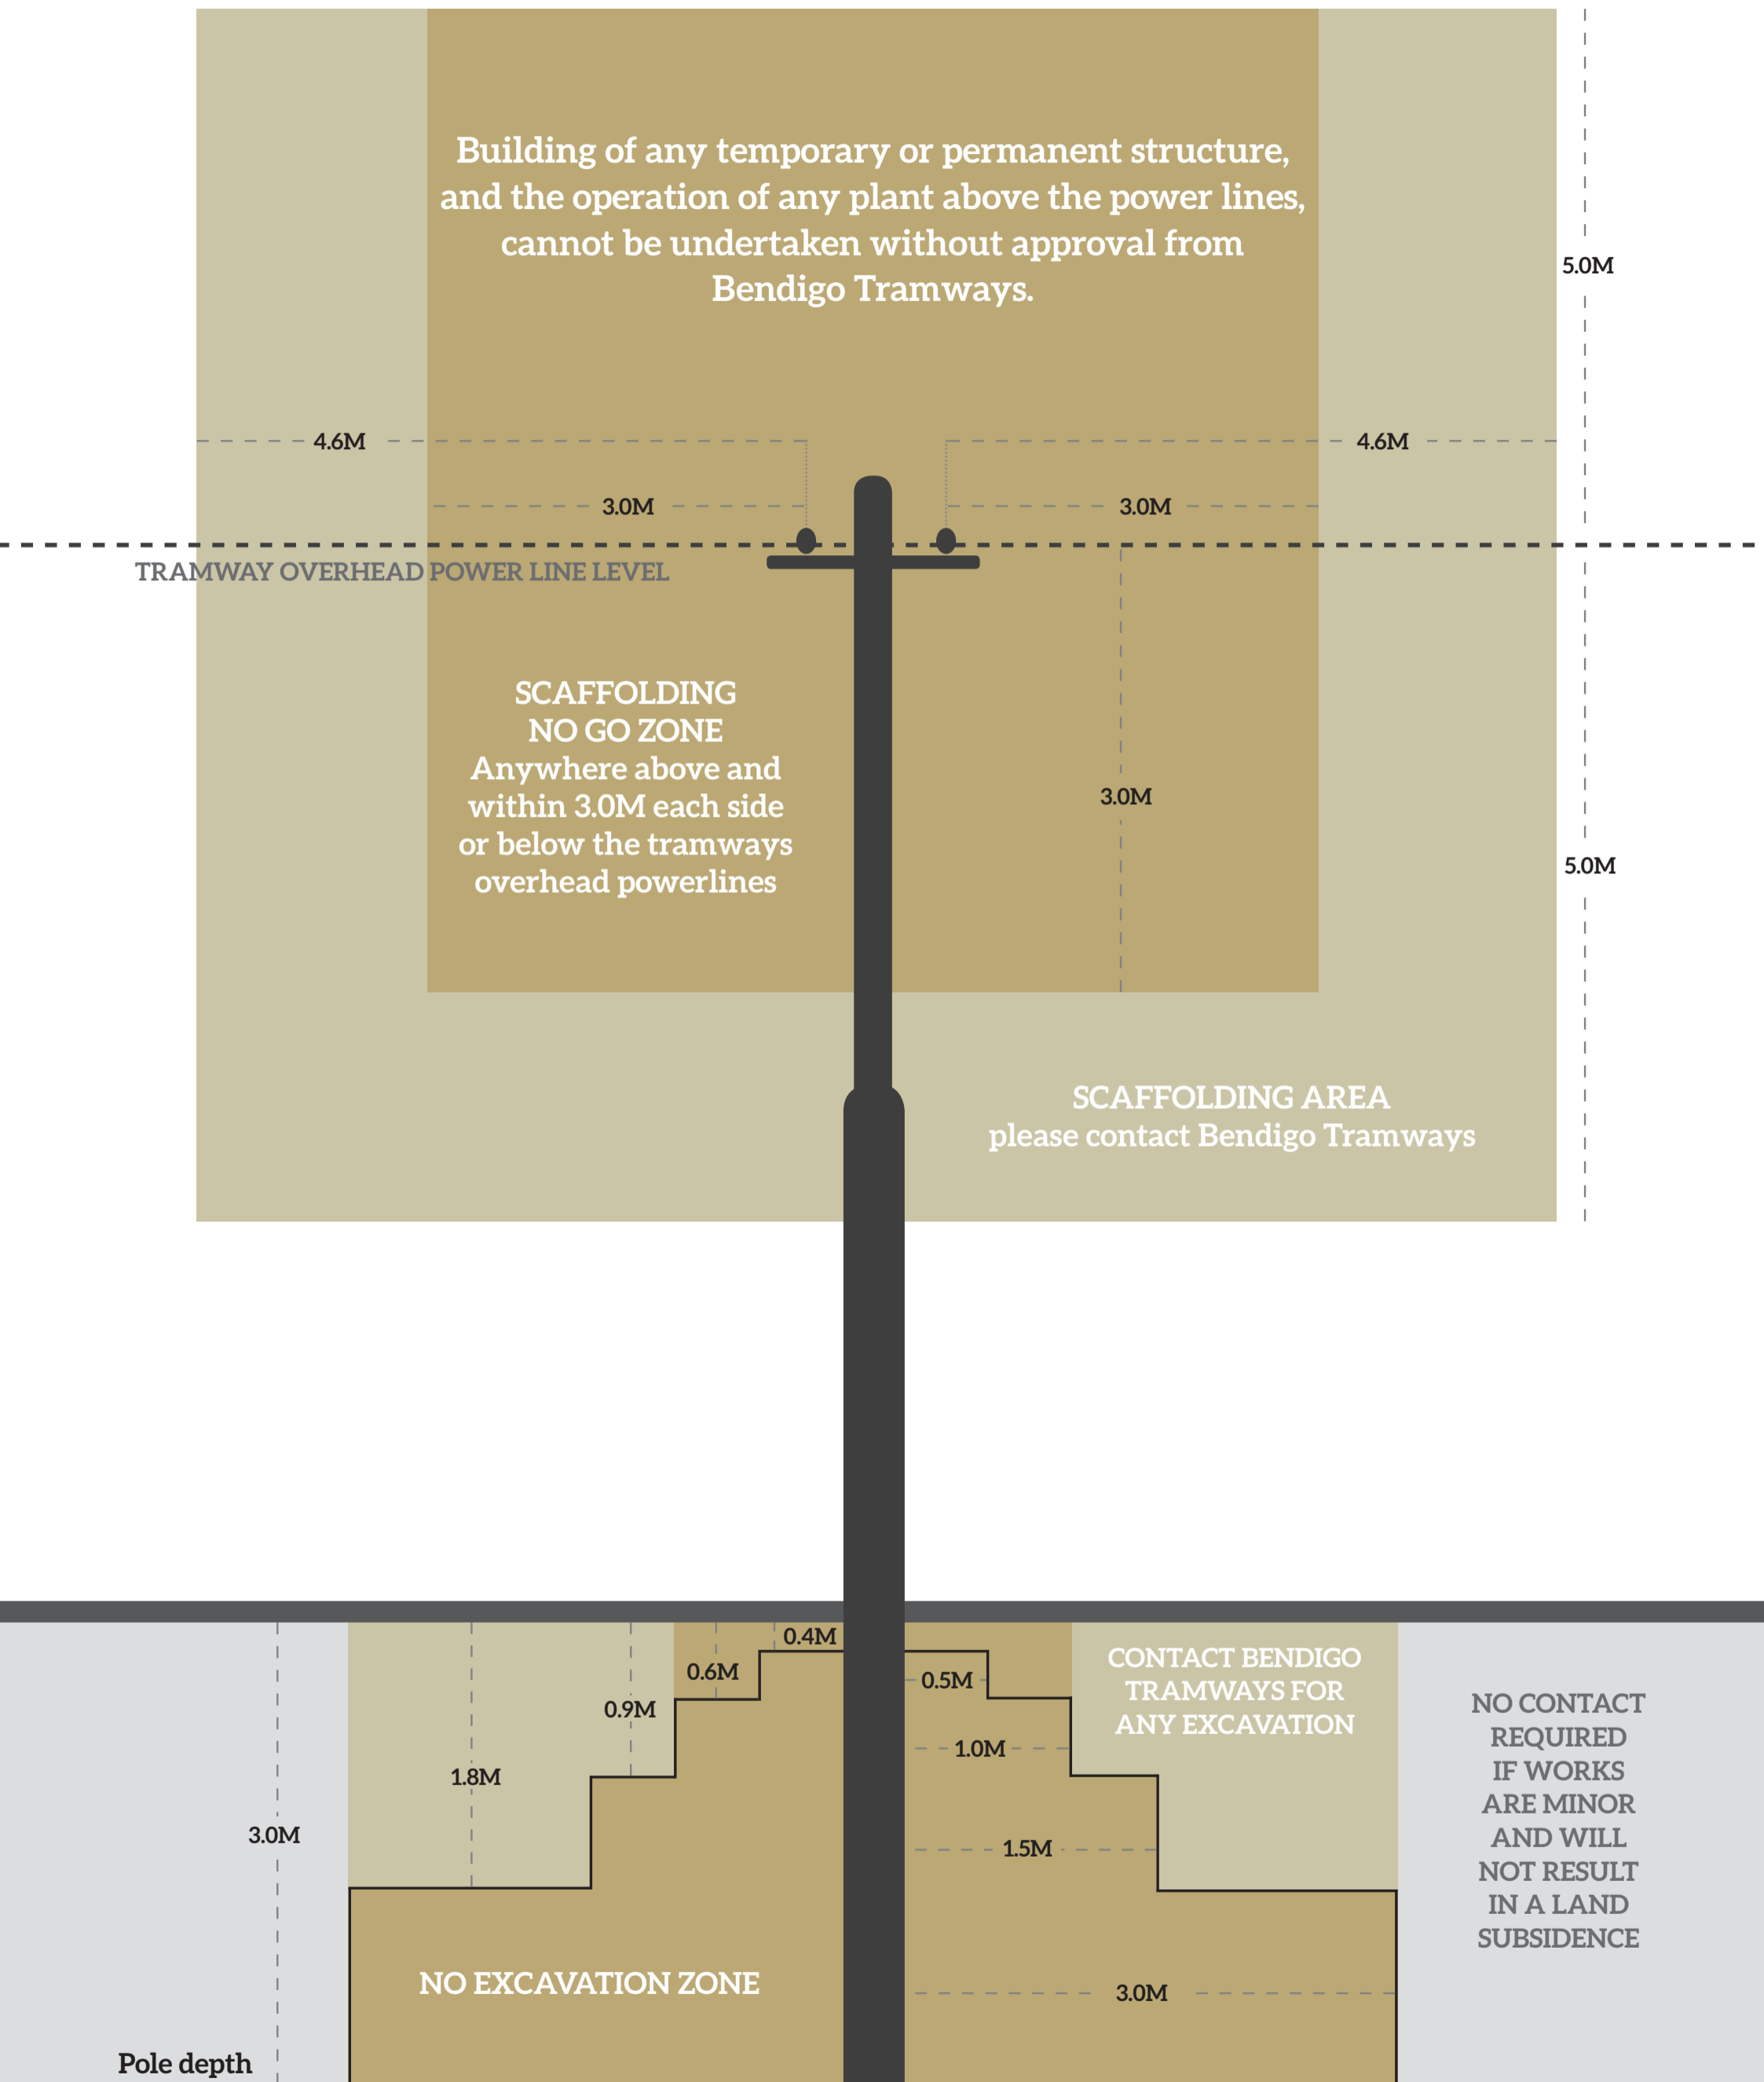 Building of any temporary or permanent structure,
and the operation of any plant above the power lines,
cannot be undertaken without approval from
Bendigo Tramways.
5.0M
4.6M
4.6M
3.0M
3.0M
TRAMWAY OVERHEAD POWER LINE LEVEL
SCAFFOLDING
NO GO ZONE
Anywhere above and
within 3.0M each side
or below the tramways
overhead powerlines
3.0M
5.0M
SCAFFOLDING AREA
please contact Bendigo Tramways
0.4M
0.6M
0.9M
1.8M
3.0M
0.5M
1.0M
1.5M
3.0M
CONTACT BENDIGO
TRAMWAYS FOR
ANY EXCAVATION
NO CONTACT
REQUIRED
IF WORKS
ARE MINOR
AND WILL
NOT RESULT
IN A LAND
SUBSIDENCE
NO EXCAVATION ZONE
Pole depth